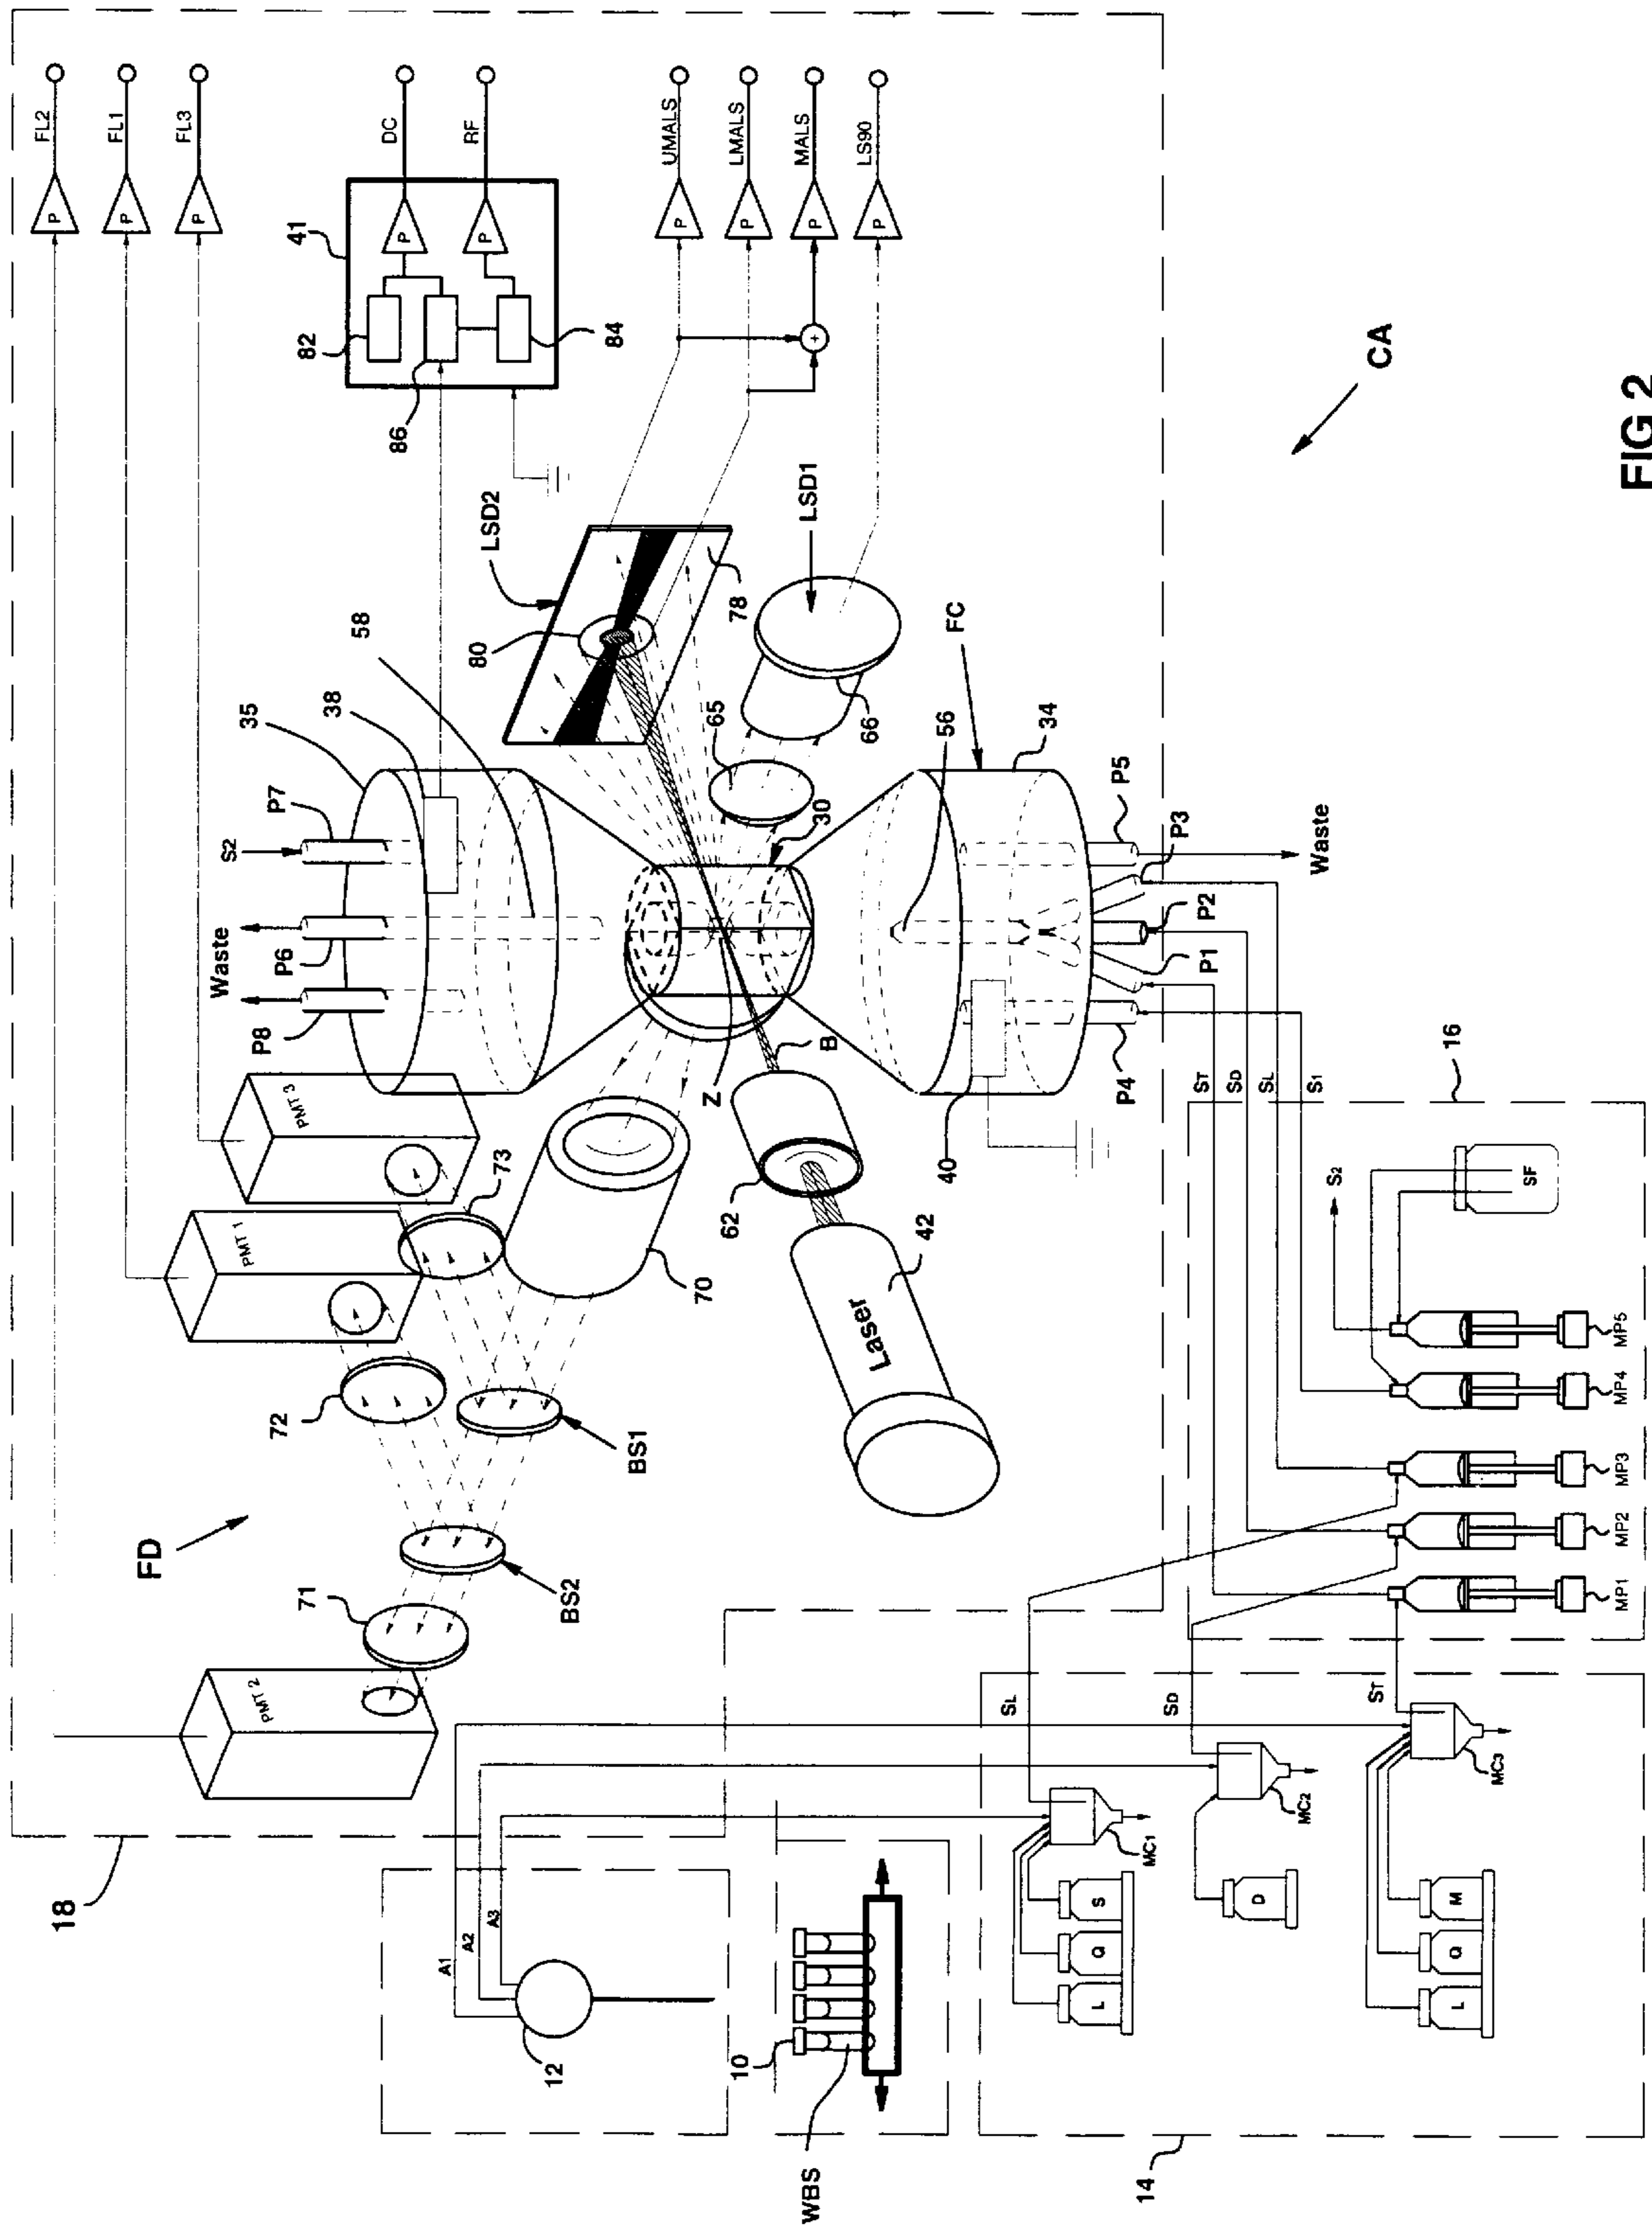 FL2
FL1
FL3
DC
RF
UMALS
LMALS
MALS
LS90
P
P
P
P
P
P
P
P
P
41
82
86
84
+
CA
FIG 2
LSD2
80
78
LSD1
58
35
38
P7
S2
Waste
P6
P8
65
66
30
56
FC
34
P5
P3
Waste
P2
P1
P4
40
B
Z
62
42
Laser
70
PMT 3
73
PMT 1
72
BS1
FD
BS2
71
PMT 2
18
ST
SD
SL
S1
16
S2
SF
MP5
MP4
MP3
MP2
MP1
SL
SD
ST
MC1
MC2
MC3
A1
A2
A3
12
10
WBS
S
Q
L
D
M
Q
L
14